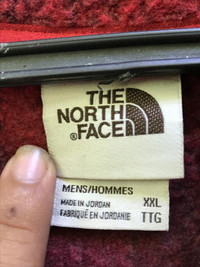 THE
NORTH
®FACE
MENS/HOMMES
MADE IN JORDAN XXL
FABRIQUÉ EN JORDANIE TTG